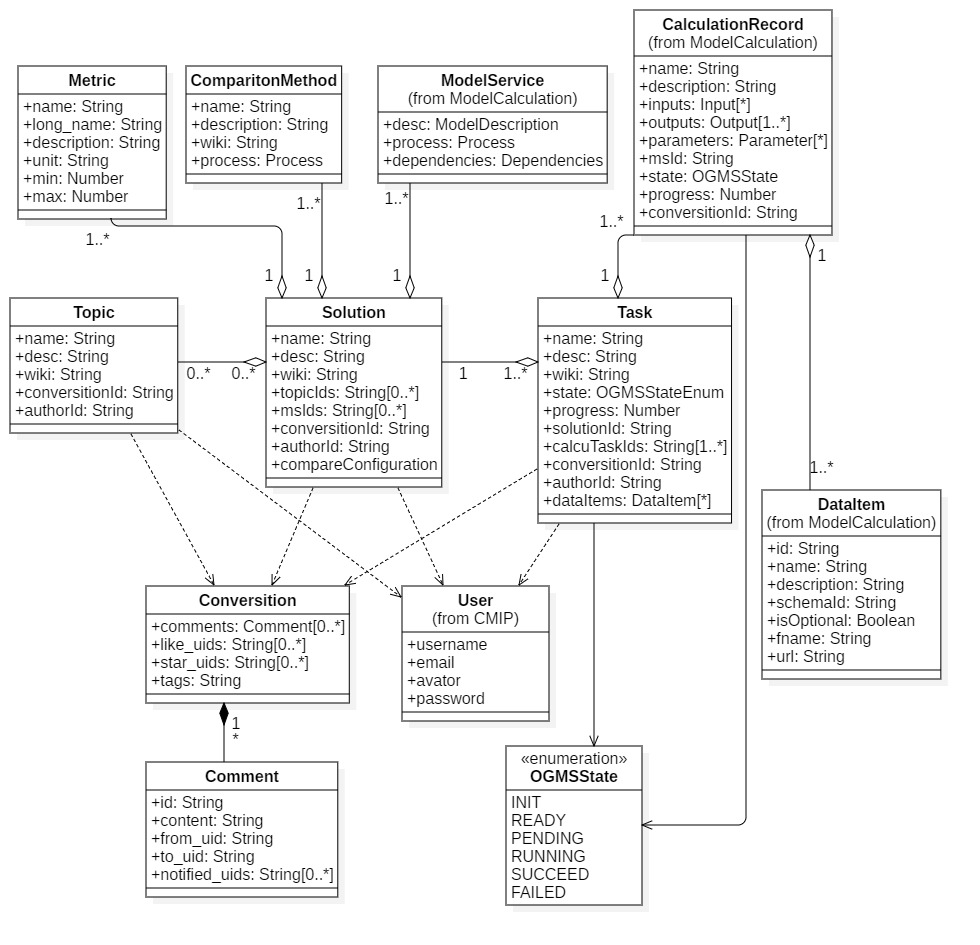 CalculationRecord
(from ModelCalculation)
+name: String
+description: String
+inputs: Input[*]
+outputs: Output[1..*]
+parameters: Parameter[*]
+msId: String
+state: OGMSState
+progress: Number
+conversitionId: String
Metric
+name: String
+long_name: String
+description: String
+unit: String
+min: Number
+max: Number
ComparitonMethod
+name: String
+description: String
+wiki: String
+process: Process
ModelService
(from ModelCalculation)
+desc: ModelDescription
+process: Process
+dependencies: Dependencies
1..*
1..*
1..*
1..*
1
1
1
1
1
Topic
+name: String
+desc: String
+wiki: String
+conversitionId: String
+authorId: String
0..*
0..*
Solution
+name: String
+desc: String
+wiki: String
+topicIds: String[0..*]
+msIds: String[0..*]
+conversitionId: String
+authorId: String
+compareConfiguration
1
1..*
Task
+name: String
+desc: String
+wiki: String
+state: OGMSStateEnum
+progress: Number
+solutionId: String
+calcuTaskIds: String[1..*]
+conversitionId: String
+authorId: String
+dataItems: DataItem[*]
1..*
DataItem
(from ModelCalculation)
+id: String
+name: String
+description: String
+schemaId: String
+isOptional: Boolean
+fname: String
+url: String
Conversition
+comments: Comment[0..*]
+like_uids: String[0..*]
+star_uids: String[0..*]
+tags: String
User
(from CMIP)
+username
+email
+avator
+password
1
*
Comment
+id: String
+content: String
+from_uid: String
+to_uid: String
+notified_uids: String[0..*]
«enumeration»
OGMSState
INIT
READY
PENDING
RUNNING
SUCCEED
FAILED